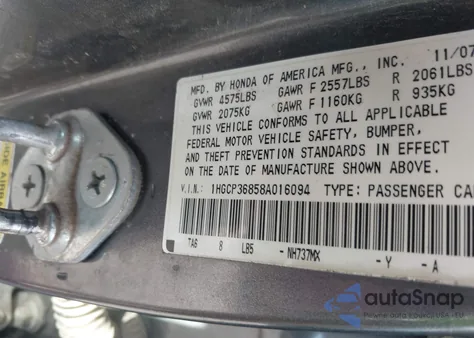 MFD. BY HONDA OF AMERICA MFG., INC. 11/07
GVWR 4575LBS GAWR F 2557LBS R 2061LBS
GVWR 2075KG GAWR F 1160KG R 935KG
THIS VEHICLE CONFORMS TO ALL APPLICABLE
FEDERAL MOTOR VEHICLE SAFETY, BUMPER,
AND THEFT PREVENTION STANDARDS IN EFFECT
ON THE DATE OF MANUFACTURE SHOWN ABOVE.
V.I.N.: 1HGCP36858A016094 TYPE: PASSENGER CA
TA6 8 LB5 -NH737MX -Y -A
autoSnap